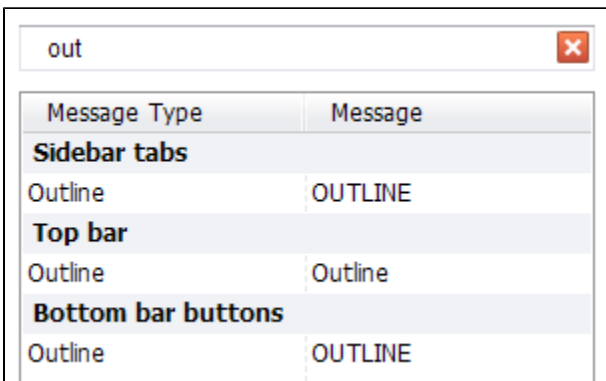 out
Message Type Message
Sidebar tabs
Outline OUTLINE
Top bar
Outline Outline
Bottom bar buttons
Outline OUTLINE